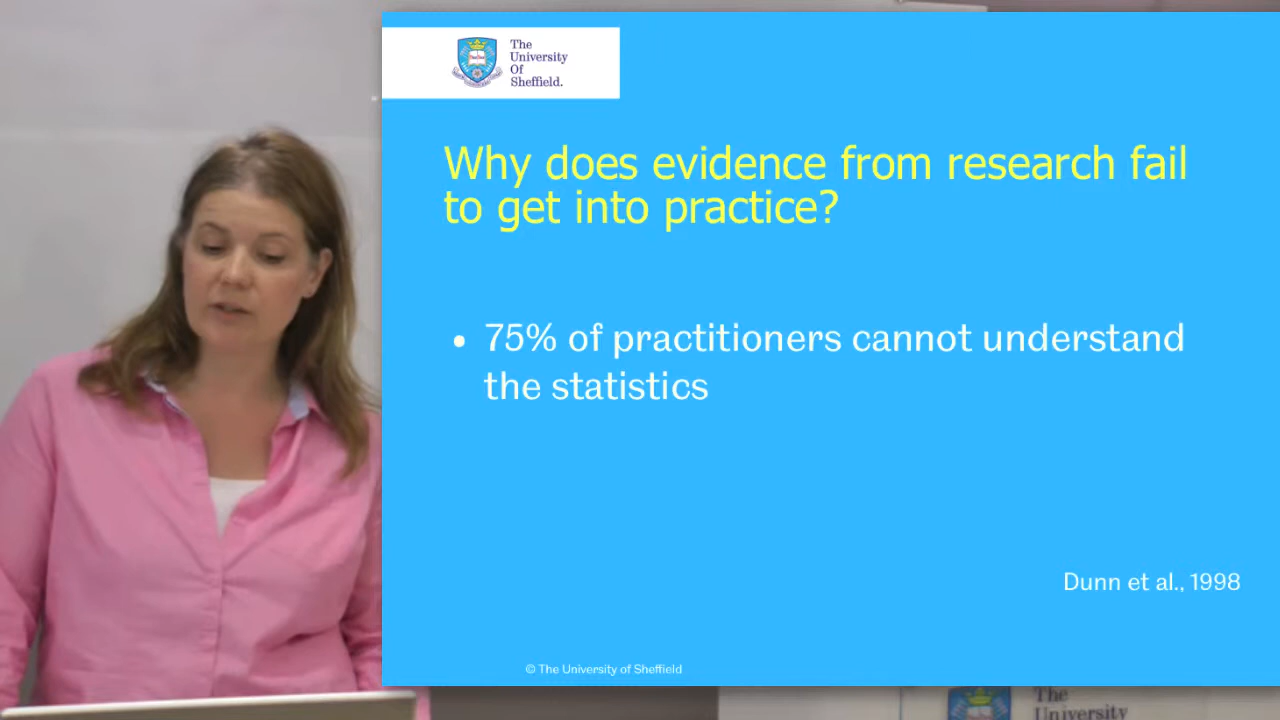 The
University
Of
Sheffield.
Why does evidence from research fail
to get into practice?
• 75% of practitioners cannot understand
the statistics
Dunn et al., 1998
© The University of Sheffield
The
University